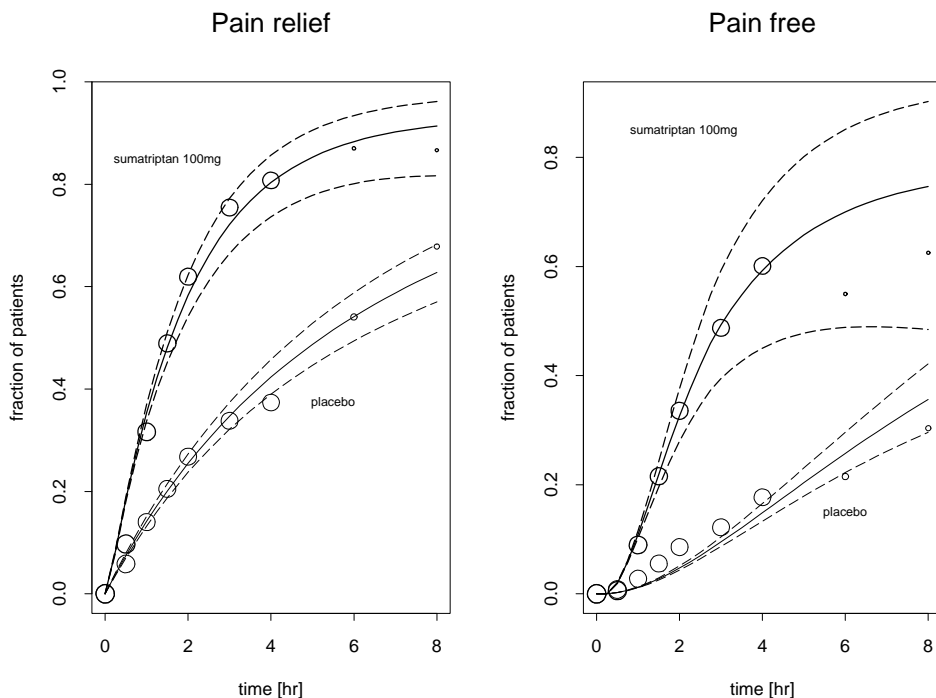 Pain relief
Pain free
fraction of patients
0.0
0.2
0.4
0.6
0.8
1.0
sumatriptan 100mg
placebo
0
2
4
6
8
time [hr]
fraction of patients
0.0
0.2
0.4
0.6
0.8
sumatriptan 100mg
placebo
0
2
4
6
8
time [hr]